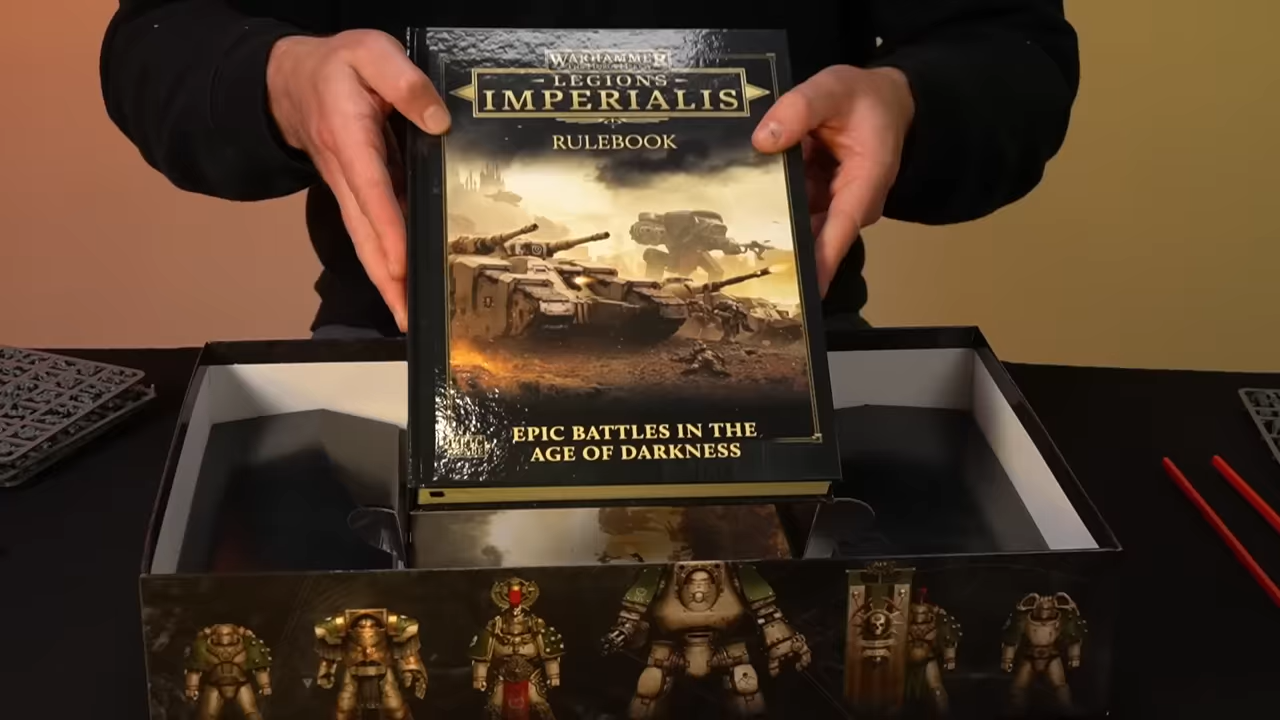 WARHAMMER
LEGIONS
IMPERIALIS
RULEBOOK
EPIC BATTLES IN THE
AGE OF DARKNESS